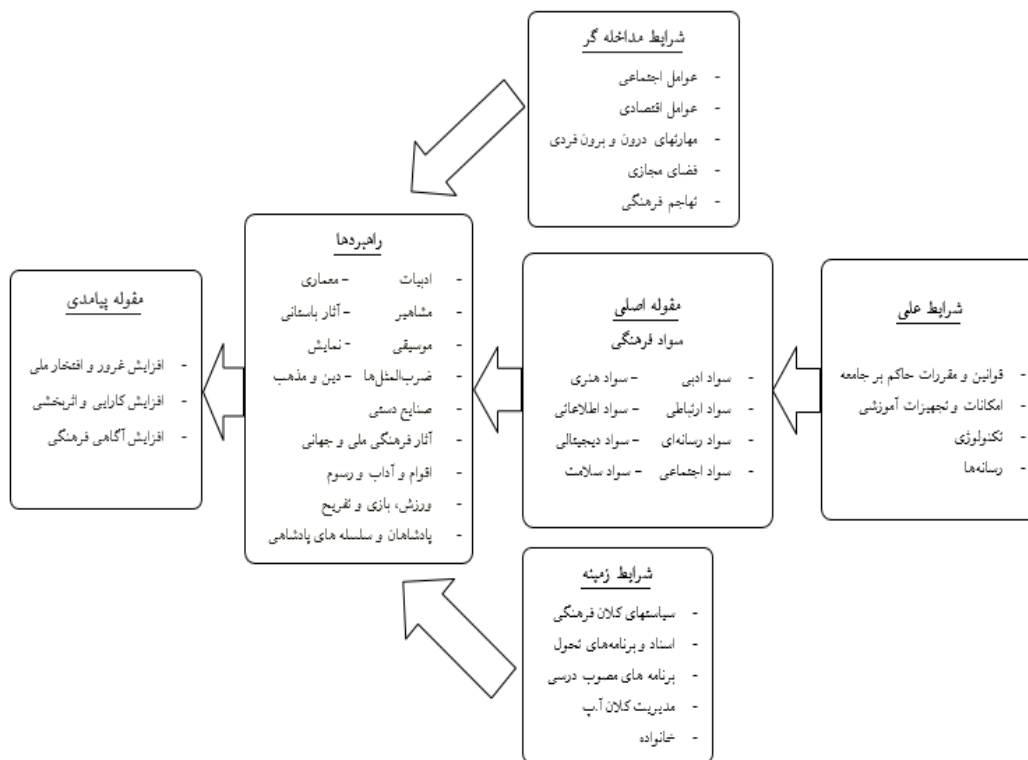 شرایط مداخله گر
- عوامل اجتماعی
- عوامل اقتصادی
- مهارتهای درون و برون فردی
- فضای مجازی
- تهاجم فرهنگی
شرایط علی
- قوانین و مقررات حاکم بر جامعه
- امکانات و تجهیزات آموزشی
- تکنولوژی
- رسانه‌ها
مقوله اصلی
سواد فرهنگی
- سواد ادبی – سواد هنری
- سواد ارتباطی – سواد اطلاعاتی
- سواد رسانه‌ای – سواد دیجیتالی
- سواد اجتماعی – سواد سلامت
راهبردها
- ادبیات – معماری
- مشاهیر – آثار باستانی
- موسیقی – نمایش
- ضرب‌المثل‌ها – دین و مذهب
- صنایع دستی
- آثار فرهنگی ملی و جهانی
- اقوام و آداب و رسوم
- ورزش، بازی و تفریح
- پادشاهان و سلسله های پادشاهی
مقوله پیامدی
- افزایش غرور و افتخار ملی
- افزایش کارایی و اثربخشی
- افزایش آگاهی فرهنگی
شرایط زمینه
- سیاستهای کلان فرهنگی
- اسناد و برنامه‌های تحول
- برنامه های مصوب درسی
- مدیریت کلان آ.پ
- خانواده